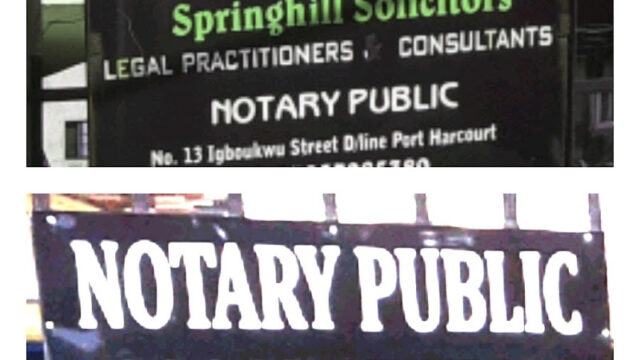 Springhill Solicitors
LEGAL PRACTITIONERS & CONSULTANTS
NOTARY PUBLIC
No. 13 Igboukwu Street D/line Port Harcourt
NOTARY PUBLIC